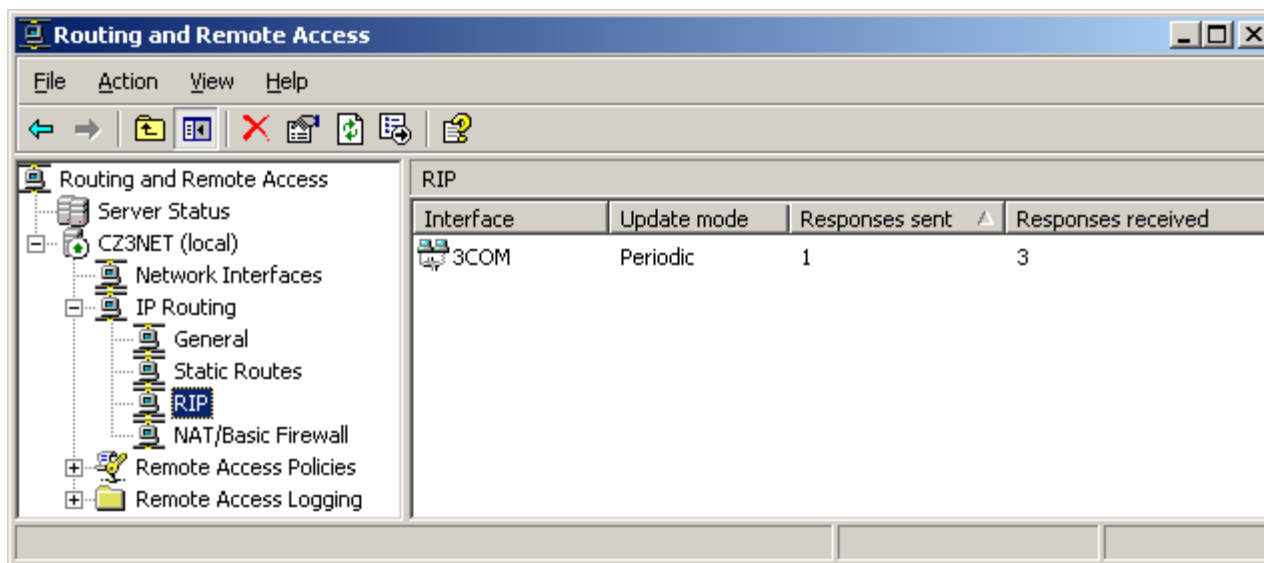 Routing and Remote Access
File Action View Help
Routing and Remote Access
Server Status
CZ3NET (local)
Network Interfaces
IP Routing
General
Static Routes
RIP
NAT/Basic Firewall
Remote Access Policies
Remote Access Logging
RIP
Interface Update mode Responses sent Responses received
3COM Periodic 1 3